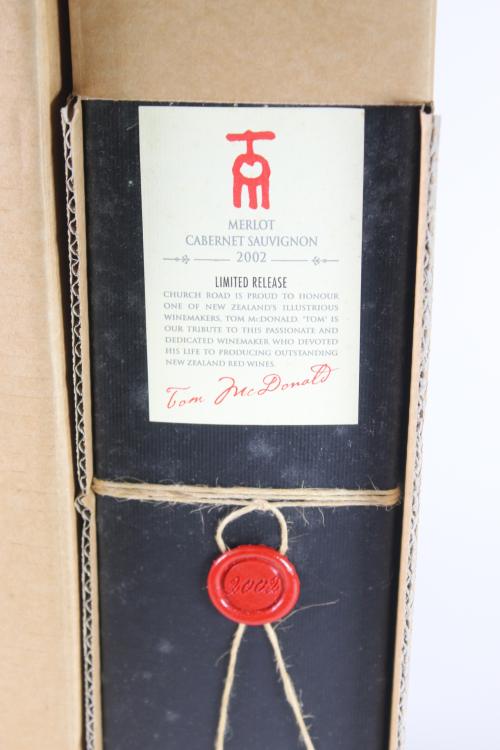 TOM
MERLOT
CABERNET SAUVIGNON
2002
LIMITED RELEASE
CHURCH ROAD IS PROUD TO HONOUR
ONE OF NEW ZEALAND'S ILLUSTRIOUS
WINEMAKERS, TOM McDONALD. 'TOM' IS
OUR TRIBUTE TO THIS PASSIONATE AND
DEDICATED WINEMAKER WHO DEVOTED
HIS LIFE TO PRODUCING OUTSTANDING
NEW ZEALAND RED WINES.
Tom McDonald
2002